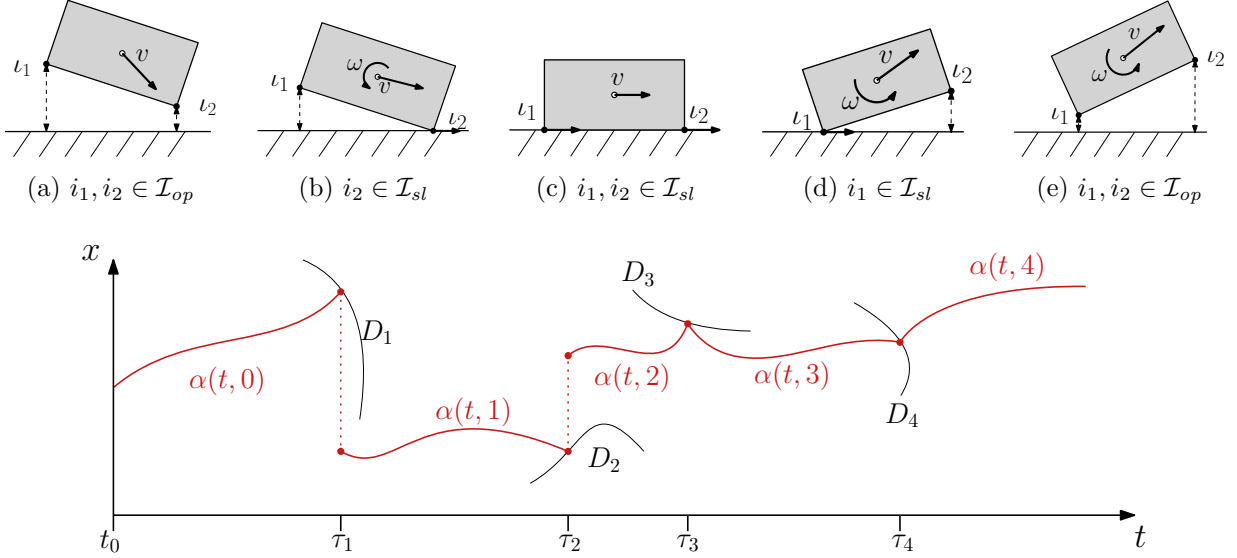 ι₁ v ι₂
ι₁ ω v ι₂
ι₁ v ι₂
ι₁ ω v ι₂
ι₁ ω v ι₂
(a) i₁, i₂ ∈ 𝓘ₒₚ
(b) i₂ ∈ 𝓘ₛₗ
(c) i₁, i₂ ∈ 𝓘ₛₗ
(d) i₁ ∈ 𝓘ₛₗ
(e) i₁, i₂ ∈ 𝓘ₒₚ
x
D₃
α(t, 4)
D₁
α(t, 0)
α(t, 2)
α(t, 3)
α(t, 1)
D₄
D₂
t₀ τ₁ τ₂ τ₃ τ₄ t